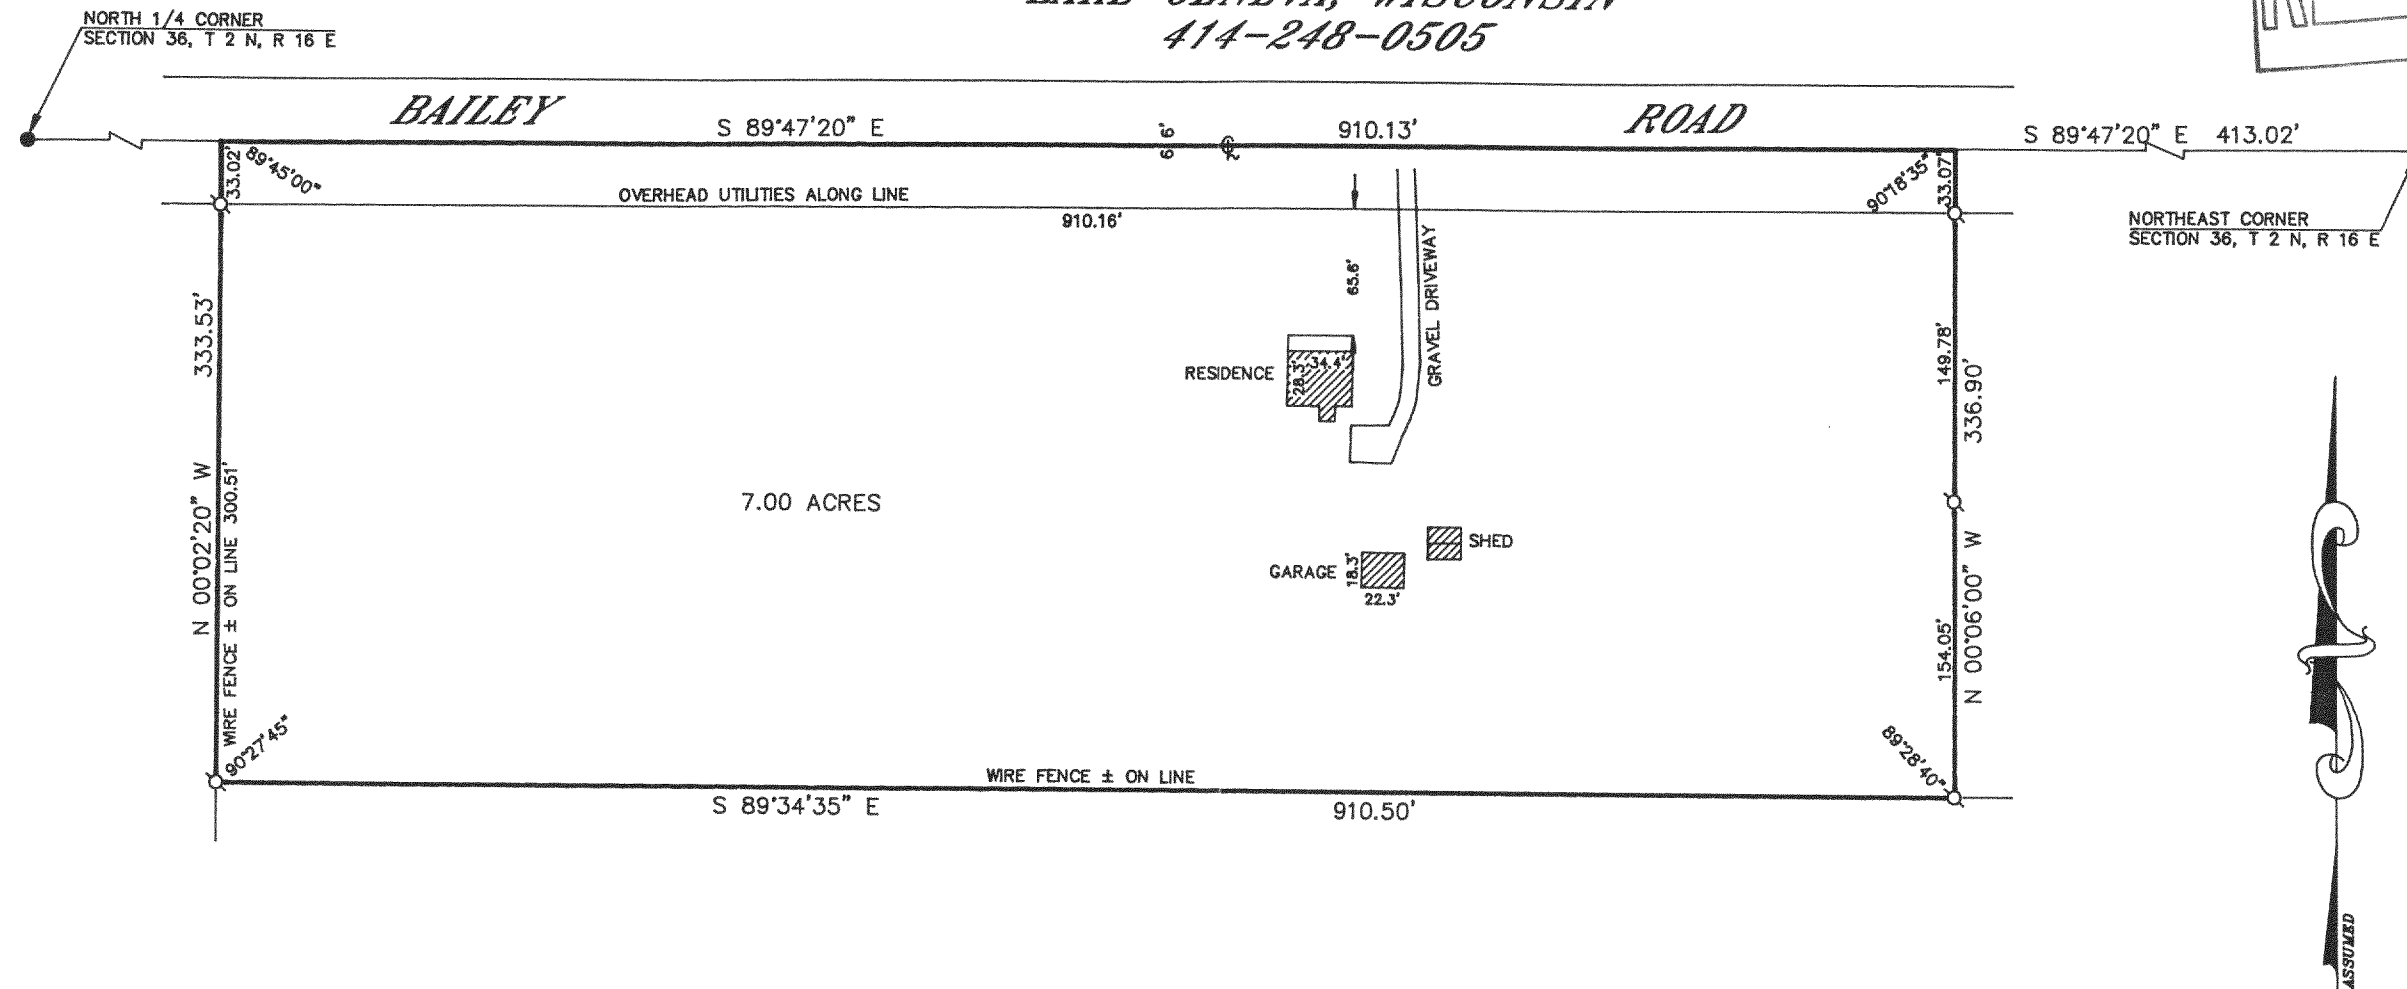 LAKE GENEVA, WISCONSIN
414-248-0505
NORTH 1/4 CORNER
SECTION 36, T 2 N, R 16 E
BAILEY ROAD
S 89°47'20" E
66'
910.13'
S 89°47'20" E 413.02'
33.02'
89°45'00"
OVERHEAD UTILITIES ALONG LINE
910.16'
90°18'35"
33.07'
NORTHEAST CORNER
SECTION 36, T 2 N, R 16 E
333.53'
N 00°02'20" W
WIRE FENCE ± ON LINE 300.51'
65.6'
GRAVEL DRIVEWAY
RESIDENCE
34.4'
28.3'
149.78'
336.90'
7.00 ACRES
SHED
GARAGE
18.3'
22.3'
154.05'
N 00°06'00" W
90°27'45"
89°28'40"
WIRE FENCE ± ON LINE
S 89°34'35" E
910.50'
ASSUMED